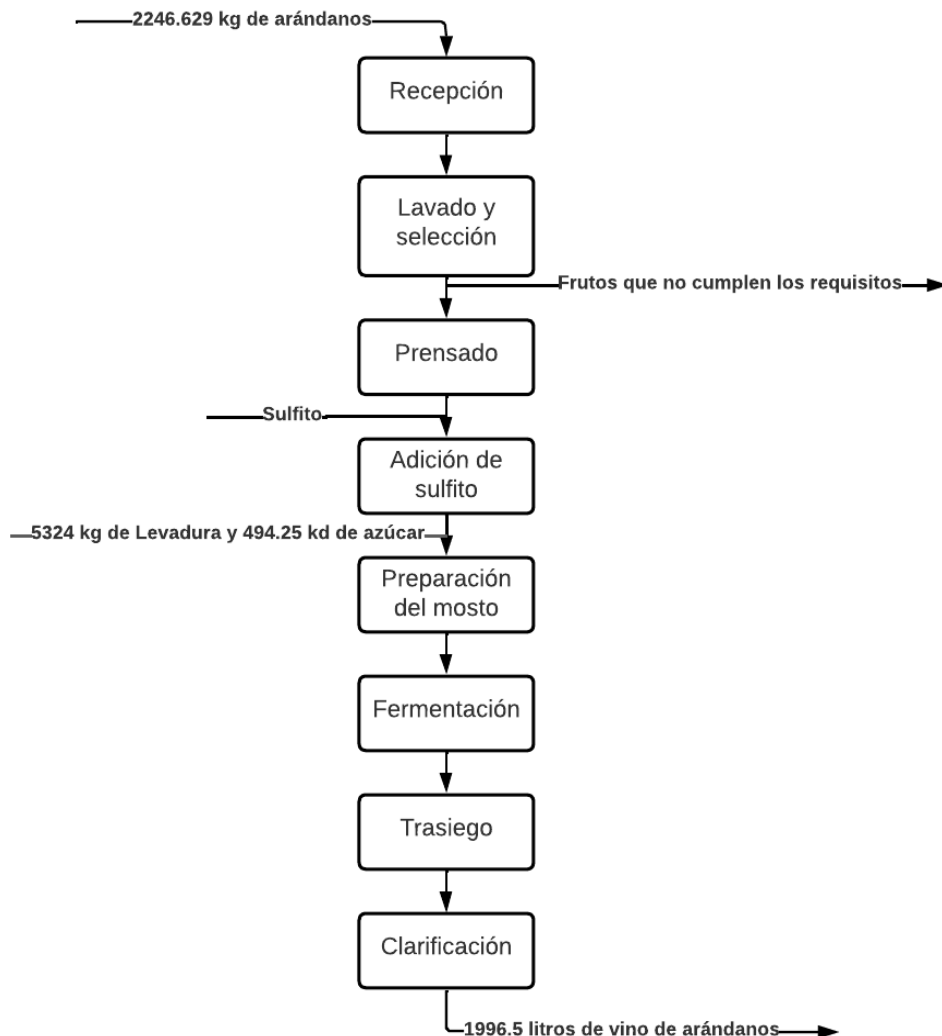 2246.629 kg de arándanos
Recepción
Lavado y
selección
Frutos que no cumplen los requisitos
Prensado
Sulfito
Adición de
sulfito
5324 kg de Levadura y 494.25 kd de azúcar
Preparación
del mosto
Fermentación
Trasiego
Clarificación
1996.5 litros de vino de arándanos